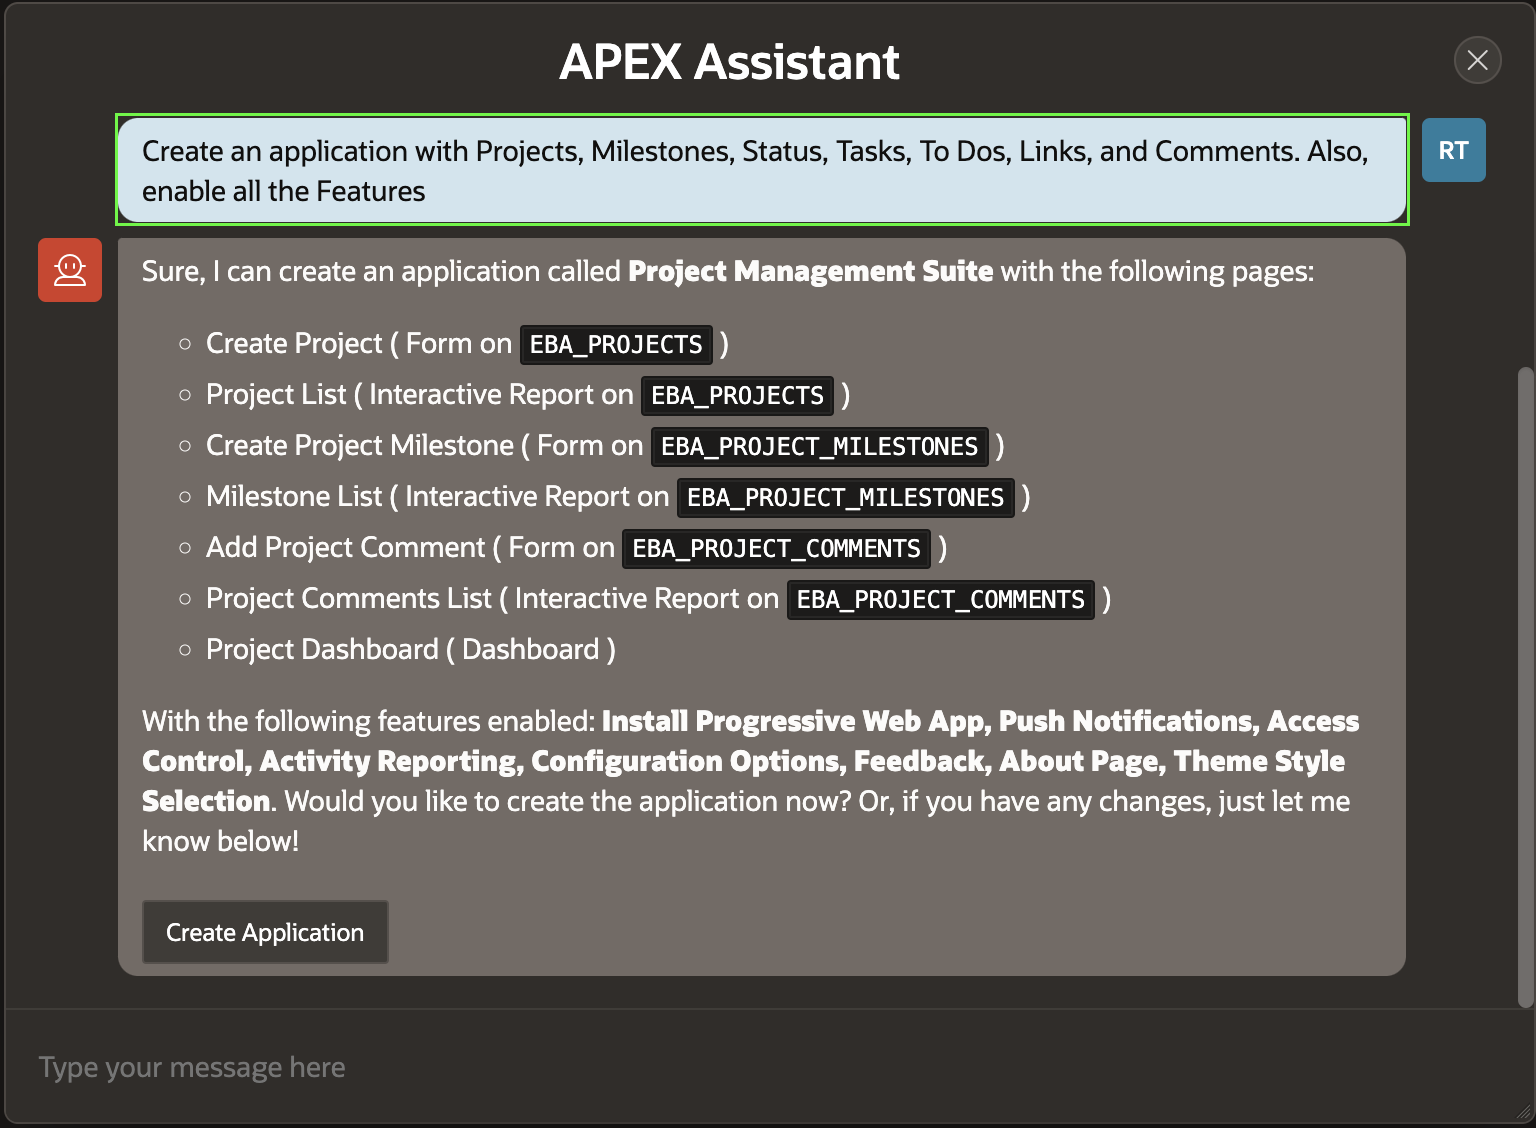 APEX Assistant
Create an application with Projects, Milestones, Status, Tasks, To Dos, Links, and Comments. Also,
enable all the Features
RT
Sure, I can create an application called Project Management Suite with the following pages:
Create Project ( Form on EBA_PROJECTS )
Project List ( Interactive Report on EBA_PROJECTS )
Create Project Milestone ( Form on EBA_PROJECT_MILESTONES )
Milestone List ( Interactive Report on EBA_PROJECT_MILESTONES )
Add Project Comment ( Form on EBA_PROJECT_COMMENTS )
Project Comments List ( Interactive Report on EBA_PROJECT_COMMENTS )
Project Dashboard ( Dashboard )
With the following features enabled: Install Progressive Web App, Push Notifications, Access
Control, Activity Reporting, Configuration Options, Feedback, About Page, Theme Style
Selection. Would you like to create the application now? Or, if you have any changes, just let me
know below!
Create Application
Type your message here